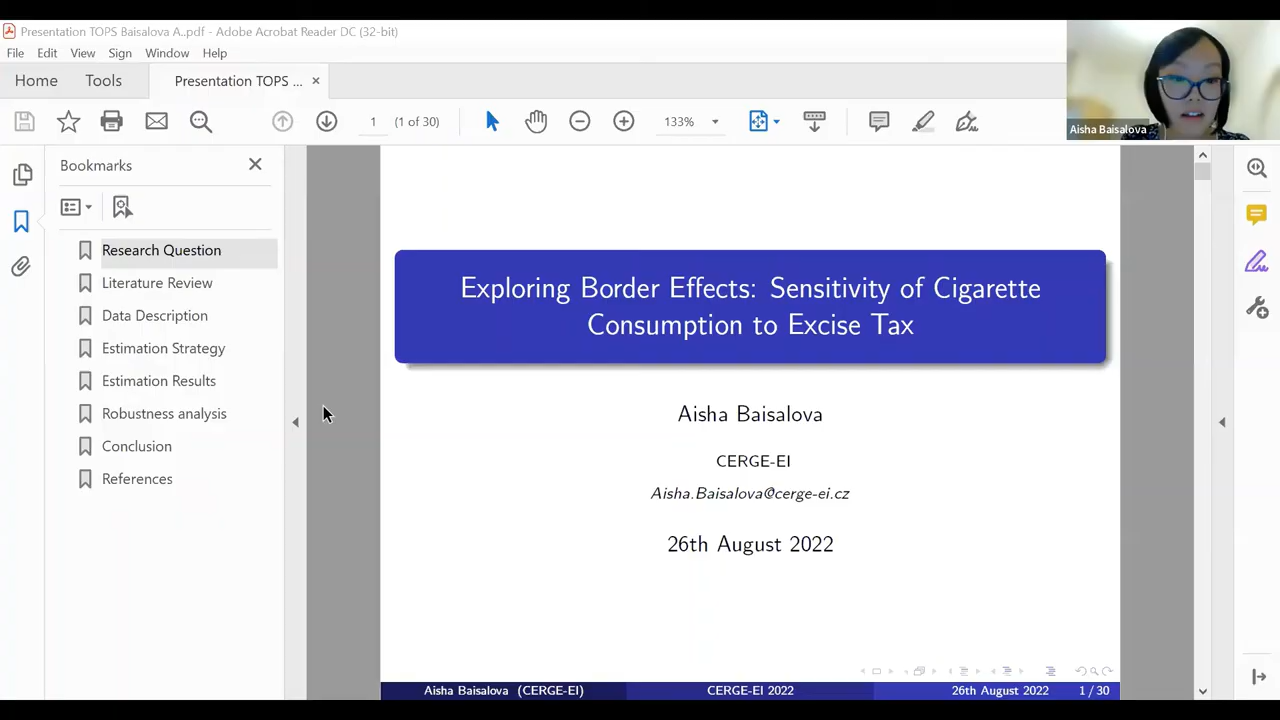 Presentation TOPS Baisalova A..pdf - Adobe Acrobat Reader DC (32-bit)
File Edit View Sign Window Help
Home Tools Presentation TOPS ... ×
1 (1 of 30) 133%
Aisha Baisalova
Bookmarks
Research Question
Literature Review
Data Description
Estimation Strategy
Estimation Results
Robustness analysis
Conclusion
References
Exploring Border Effects: Sensitivity of Cigarette
Consumption to Excise Tax
Aisha Baisalova
CERGE-EI
Aisha.Baisalova@cerge-ei.cz
26th August 2022
Aisha Baisalova (CERGE-EI) CERGE-EI 2022 26th August 2022 1 / 30